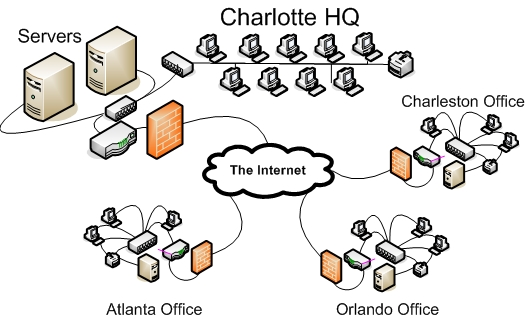 Charlotte HQ
Servers
Charleston Office
The Internet
Atlanta Office
Orlando Office